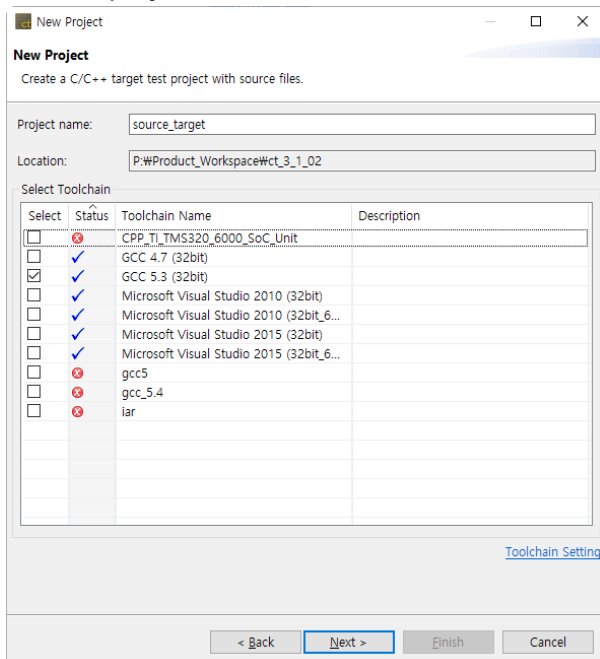 ct New Project
New Project
Create a C/C++ target test project with source files.
Project name: source_target
Location: P:₩Product_Workspace₩ct_3_1_02
Select Toolchain
Select Status Toolchain Name Description
CPP_TI_TMS320_6000_SoC_Unit
GCC 4.7 (32bit)
GCC 5.3 (32bit)
Microsoft Visual Studio 2010 (32bit)
Microsoft Visual Studio 2010 (32bit_6...
Microsoft Visual Studio 2015 (32bit)
Microsoft Visual Studio 2015 (32bit_6...
gcc5
gcc_5.4
iar
Toolchain Setting
< Back Next > Finish Cancel